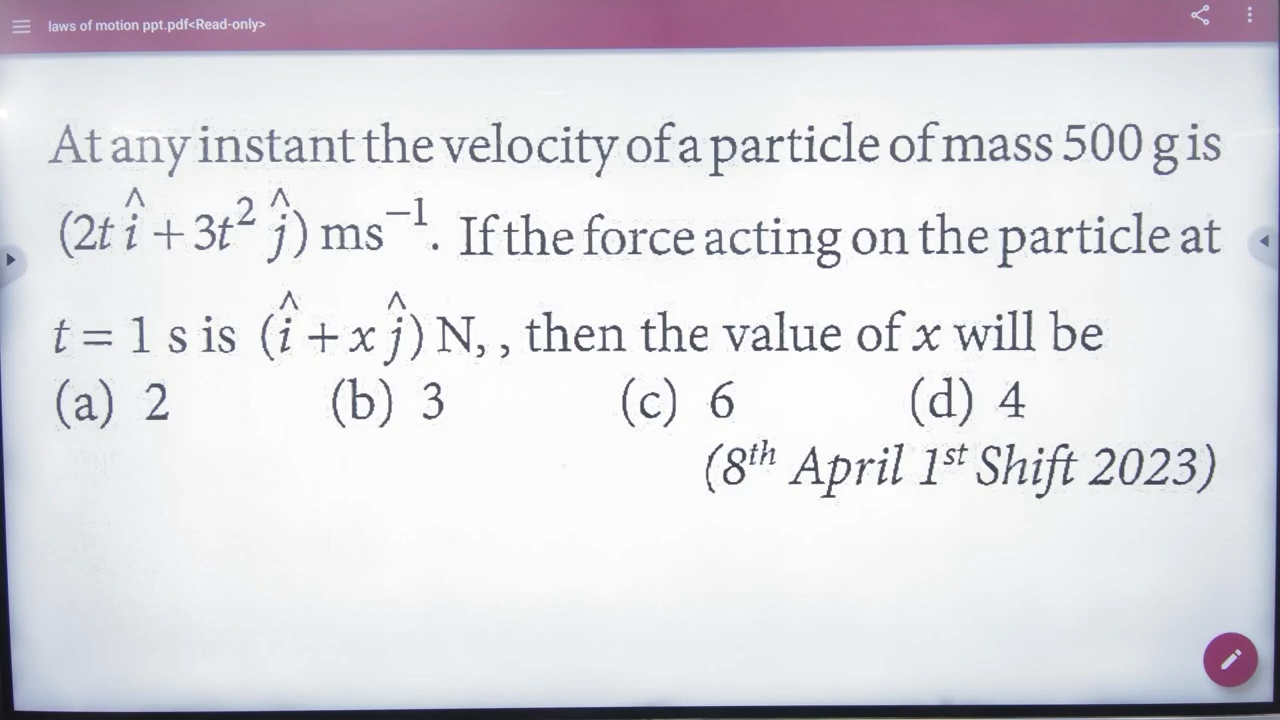 laws of motion ppt.pdf<Read-only>
At any instant the velocity of a particle of mass 500 g is
(2t î + 3t² ĵ) ms⁻¹. If the force acting on the particle at
t = 1 s is (î + x ĵ) N, , then the value of x will be
(a) 2 (b) 3 (c) 6 (d) 4
(8th April 1st Shift 2023)